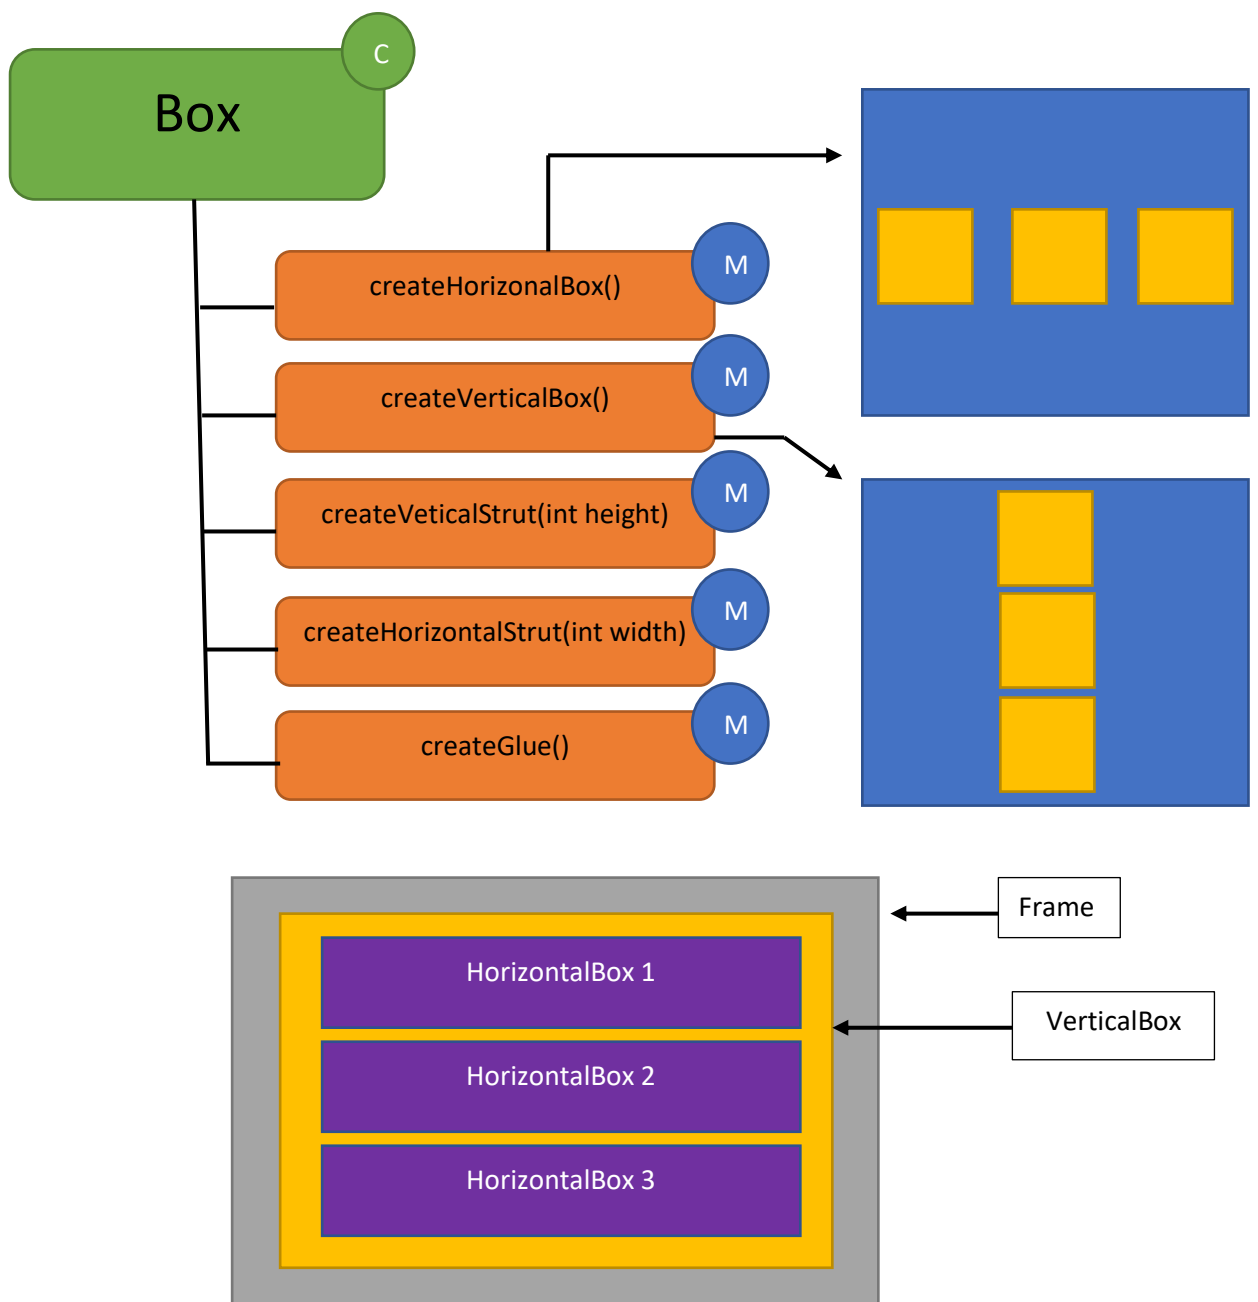 C
Box
M
createHorizonalBox()
M
createVerticalBox()
M
createVeticalStrut(int height)
M
createHorizontalStrut(int width)
M
createGlue()
Frame
HorizontalBox 1
VerticalBox
HorizontalBox 2
HorizontalBox 3